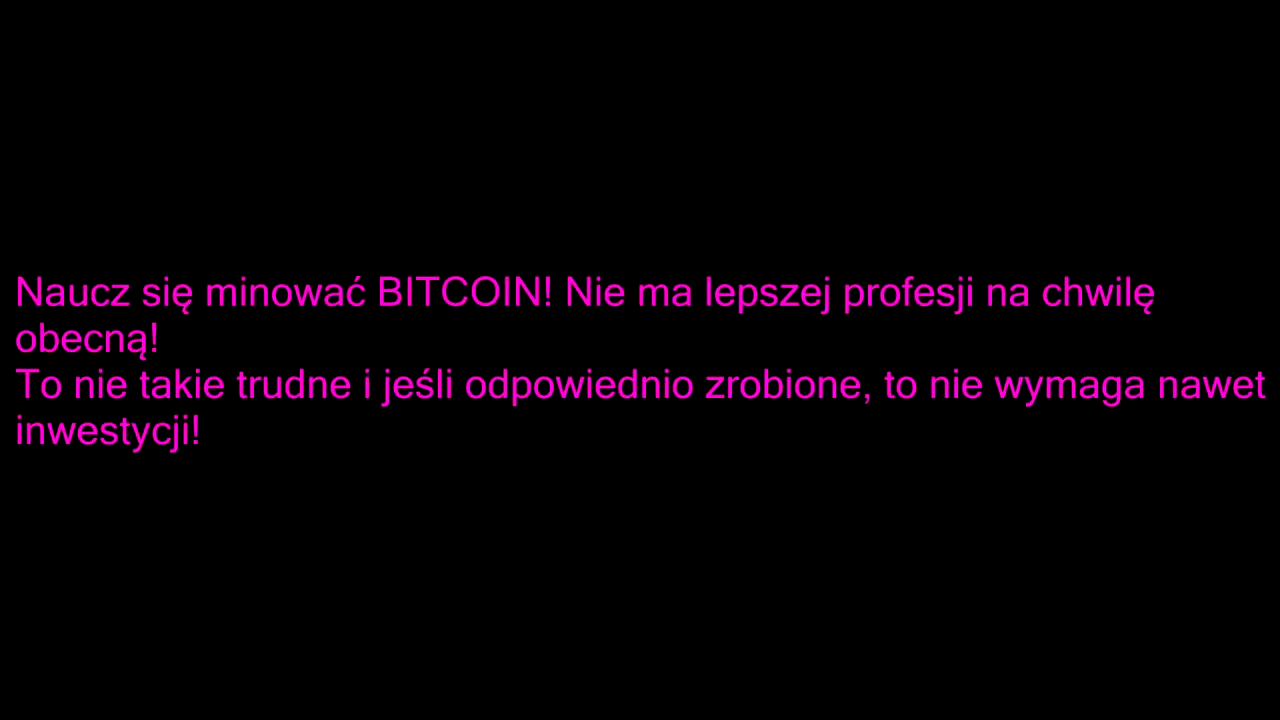 Naucz się minować BITCOIN! Nie ma lepszej profesji na chwilę
obecną!
To nie takie trudne i jeśli odpowiednio zrobione, to nie wymaga nawet
inwestycji!